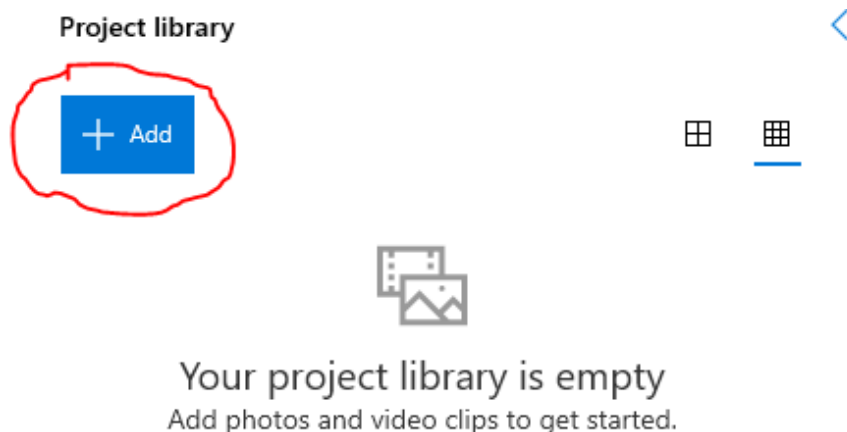 Project library
Add
Your project library is empty
Add photos and video clips to get started.